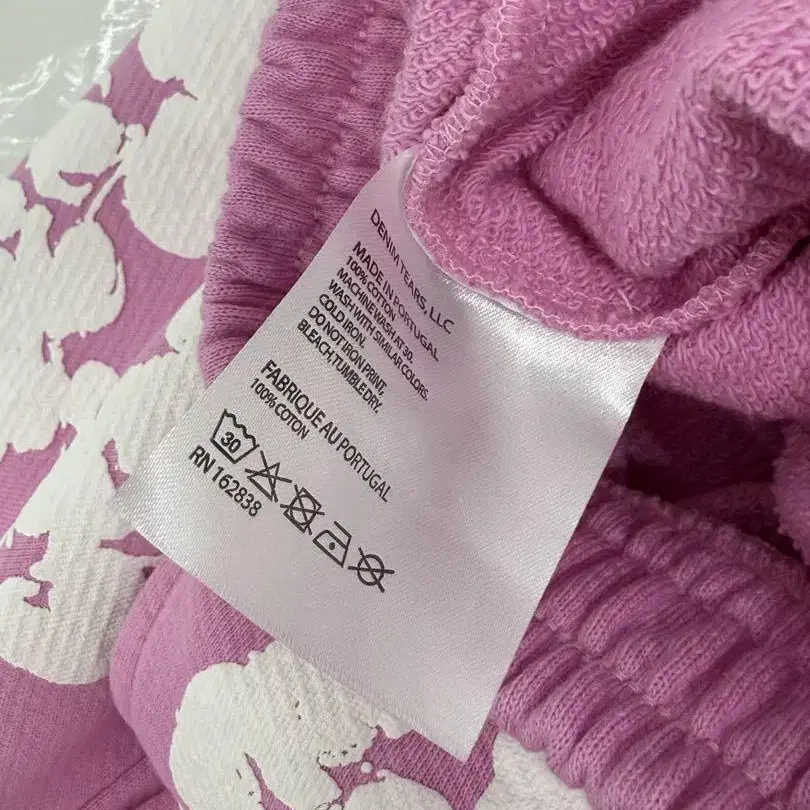 DENIM TEARS, LLC
MADE IN PORTUGAL
100% COTTON
MACHINE WASH AT 30.
WASH WITH SIMILAR COLORS.
COLD IRON.
DO NOT IRON PRINT,
BLEACH,TUMBLE DRY.
FABRIQUE AU PORTUGAL
100% COTON
30
RN 162838